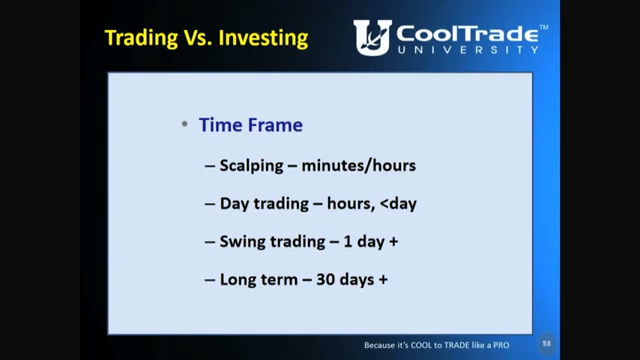 Trading Vs. Investing
COOLTRADE™
UNIVERSITY
• Time Frame
– Scalping – minutes/hours
– Day trading – hours, <day
– Swing trading – 1 day +
– Long term – 30 days +
Because it's COOL to TRADE like a PRO
53